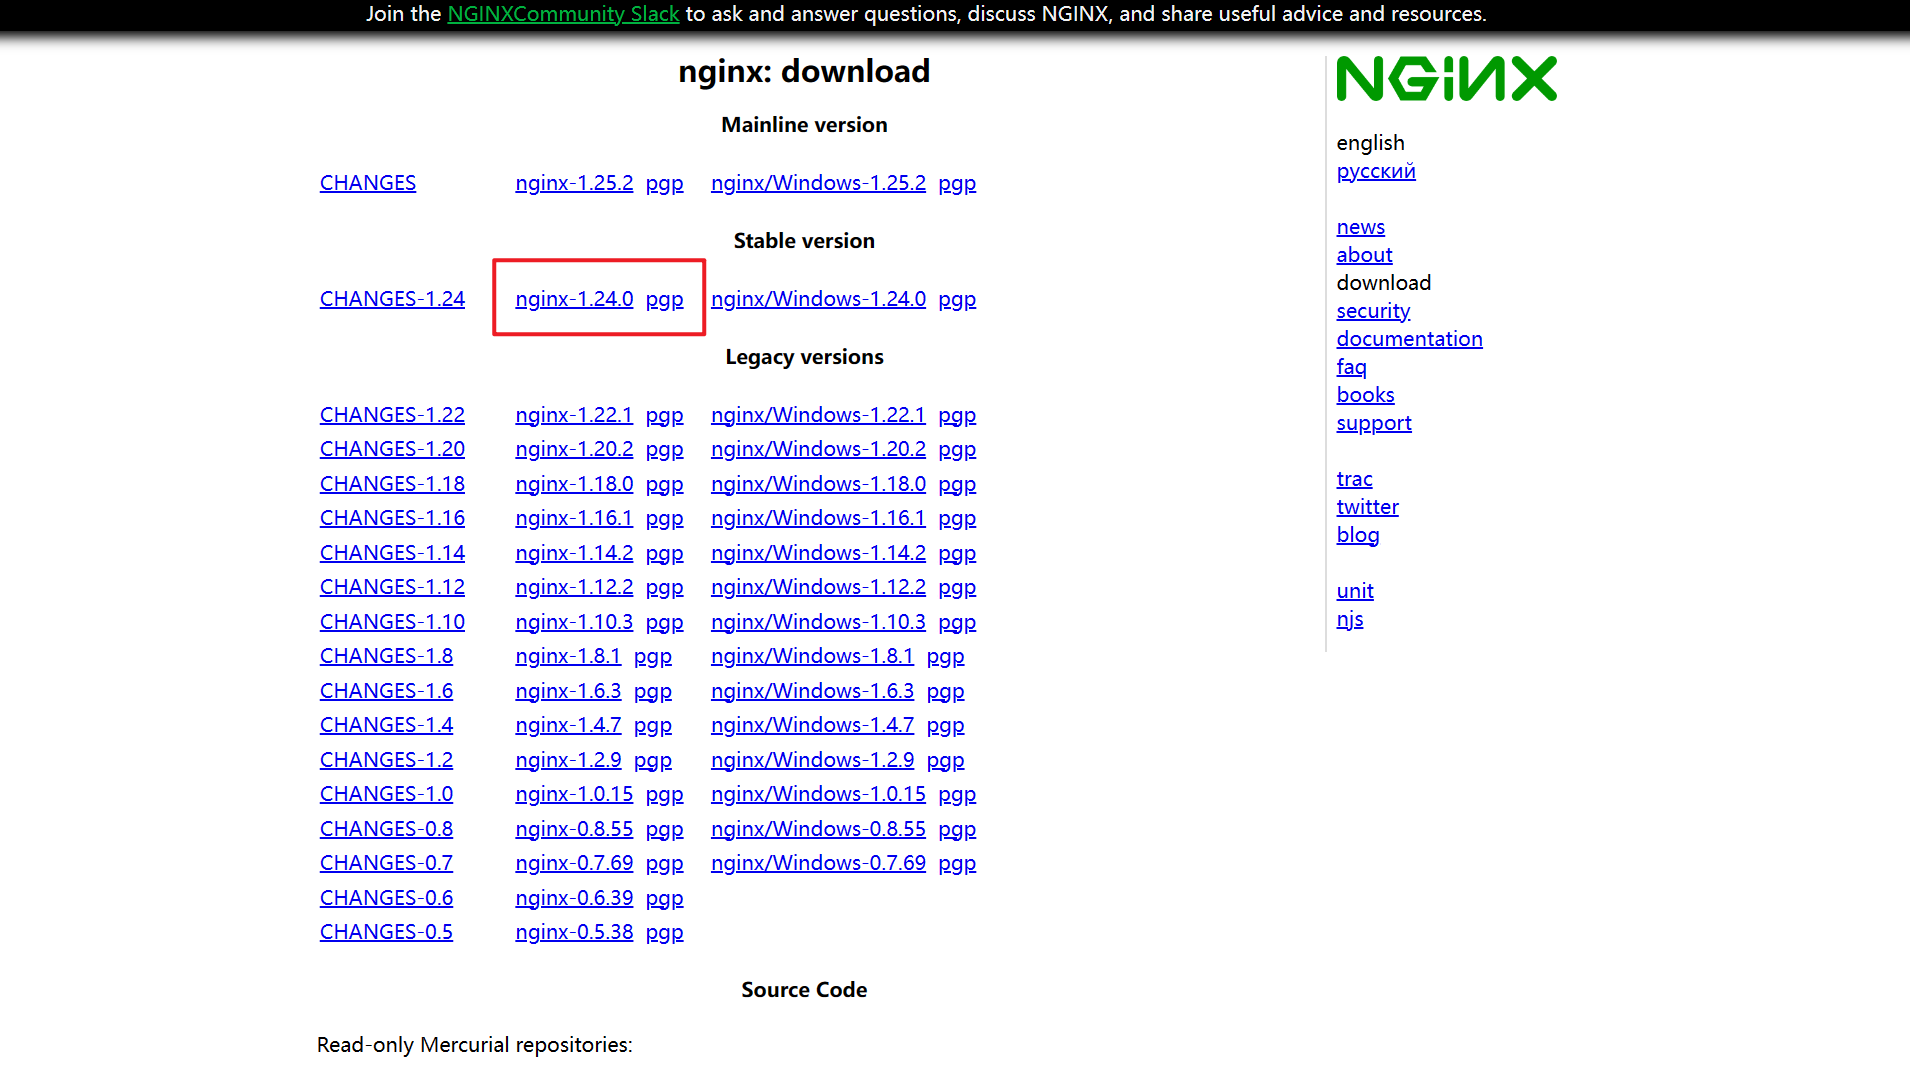 Join the NGINXCommunity Slack to ask and answer questions, discuss NGINX, and share useful advice and resources.
nginx: download
Mainline version
CHANGES nginx-1.25.2 pgp nginx/Windows-1.25.2 pgp
Stable version
CHANGES-1.24 nginx-1.24.0 pgp nginx/Windows-1.24.0 pgp
Legacy versions
CHANGES-1.22 nginx-1.22.1 pgp nginx/Windows-1.22.1 pgp
CHANGES-1.20 nginx-1.20.2 pgp nginx/Windows-1.20.2 pgp
CHANGES-1.18 nginx-1.18.0 pgp nginx/Windows-1.18.0 pgp
CHANGES-1.16 nginx-1.16.1 pgp nginx/Windows-1.16.1 pgp
CHANGES-1.14 nginx-1.14.2 pgp nginx/Windows-1.14.2 pgp
CHANGES-1.12 nginx-1.12.2 pgp nginx/Windows-1.12.2 pgp
CHANGES-1.10 nginx-1.10.3 pgp nginx/Windows-1.10.3 pgp
CHANGES-1.8 nginx-1.8.1 pgp nginx/Windows-1.8.1 pgp
CHANGES-1.6 nginx-1.6.3 pgp nginx/Windows-1.6.3 pgp
CHANGES-1.4 nginx-1.4.7 pgp nginx/Windows-1.4.7 pgp
CHANGES-1.2 nginx-1.2.9 pgp nginx/Windows-1.2.9 pgp
CHANGES-1.0 nginx-1.0.15 pgp nginx/Windows-1.0.15 pgp
CHANGES-0.8 nginx-0.8.55 pgp nginx/Windows-0.8.55 pgp
CHANGES-0.7 nginx-0.7.69 pgp nginx/Windows-0.7.69 pgp
CHANGES-0.6 nginx-0.6.39 pgp
CHANGES-0.5 nginx-0.5.38 pgp
Source Code
Read-only Mercurial repositories:
NGiNX
english
русский
news
about
download
security
documentation
faq
books
support
trac
twitter
blog
unit
njs